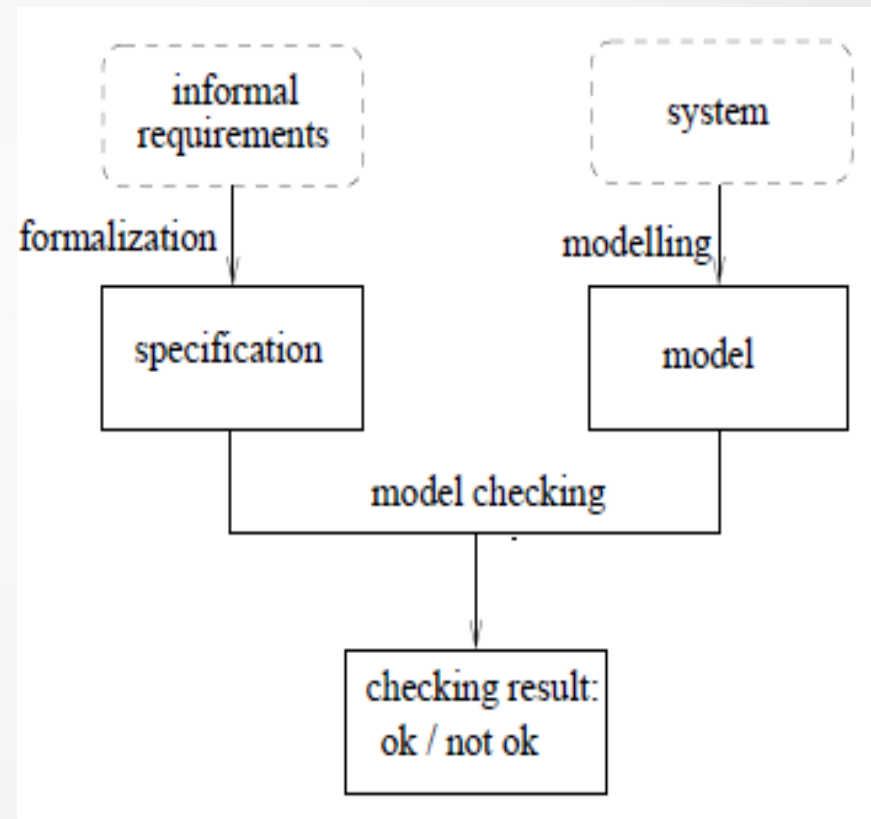 informal
requirements
system
formalization
modelling
specification
model
model checking
checking result:
ok / not ok